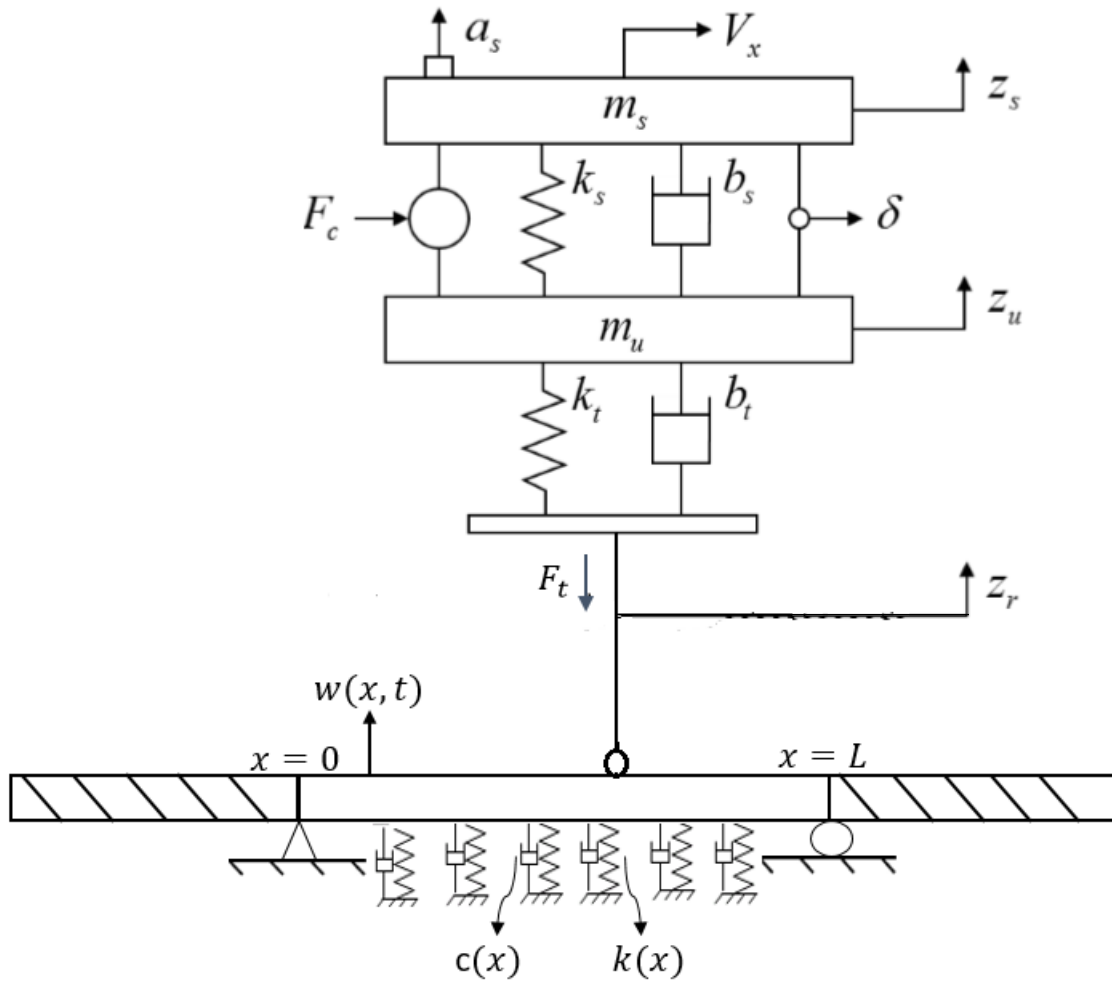 a_s
V_x
m_s
z_s
k_s
b_s
F_c
δ
m_u
z_u
k_t
b_t
F_t
z_r
w(x, t)
x = 0
x = L
c(x)
k(x)